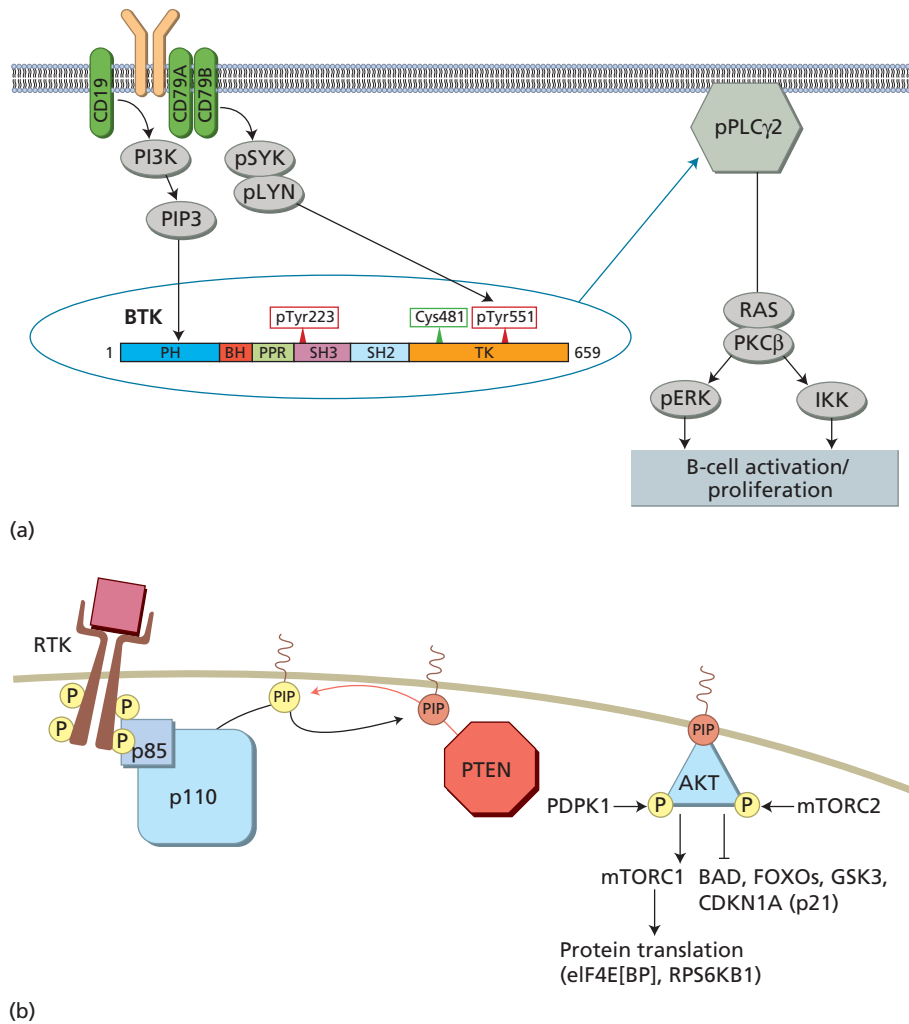 CD19
CD79A
CD79B
PI3K
pSYK
pLYN
PIP3
pPLCγ2
BTK
pTyr223
Cys481
pTyr551
1
PH
BH
PPR
SH3
SH2
TK
659
RAS
PKCβ
pERK
IKK
B-cell activation/
proliferation
(a)
RTK
P
P
P
P
p85
p110
PIP
PIP
PTEN
PIP
AKT
PDPK1
P
P
mTORC2
mTORC1
BAD, FOXOs, GSK3,
CDKN1A (p21)
Protein translation
(elF4E[BP], RPS6KB1)
(b)